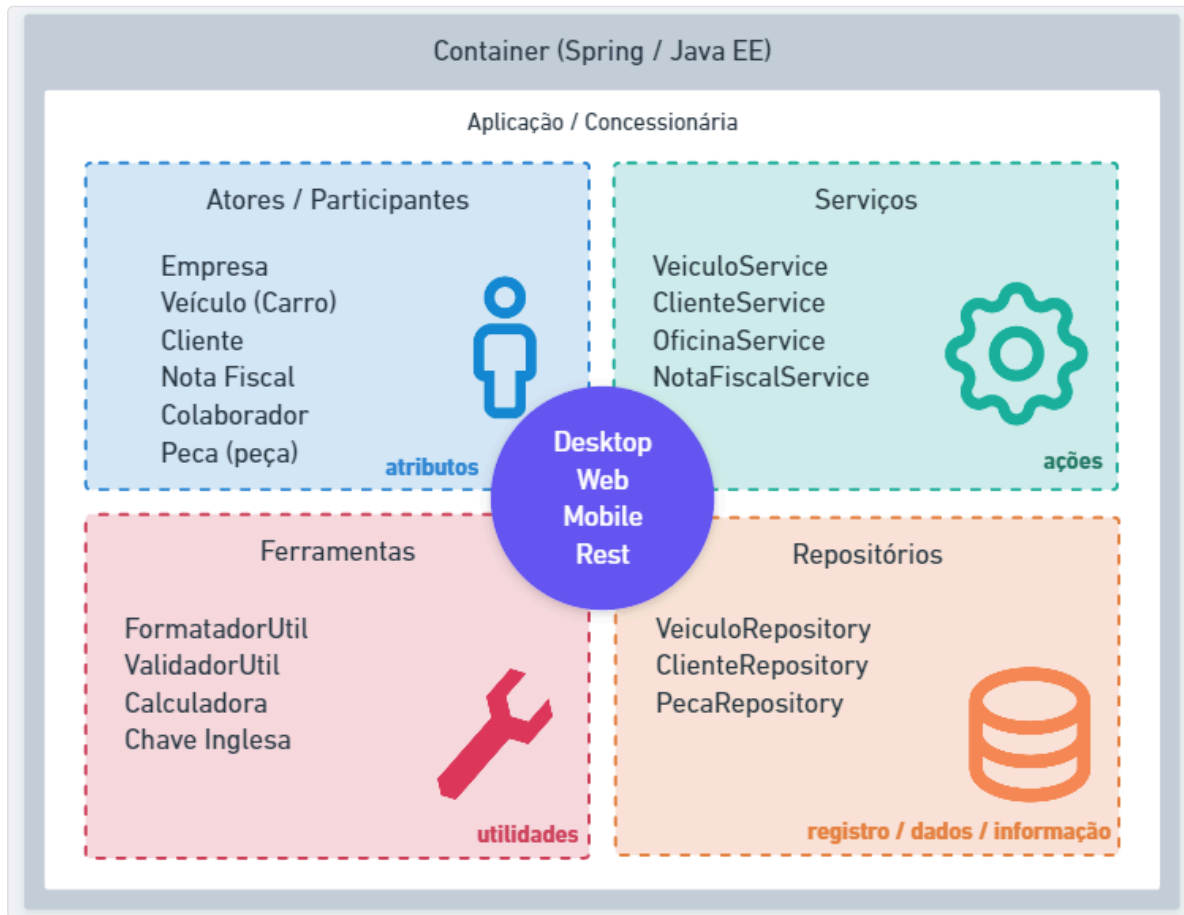 Container (Spring / Java EE)
Aplicação / Concessionária
Atores / Participantes
Empresa
Veículo (Carro)
Cliente
Nota Fiscal
Colaborador
Peca (peça)
atributos
Serviços
VeiculoService
ClienteService
OficinaService
NotaFiscalService
ações
Desktop
Web
Mobile
Rest
Ferramentas
FormatadorUtil
ValidadorUtil
Calculadora
Chave Inglesa
utilidades
Repositórios
VeiculoRepository
ClienteRepository
PecaRepository
registro / dados / informação